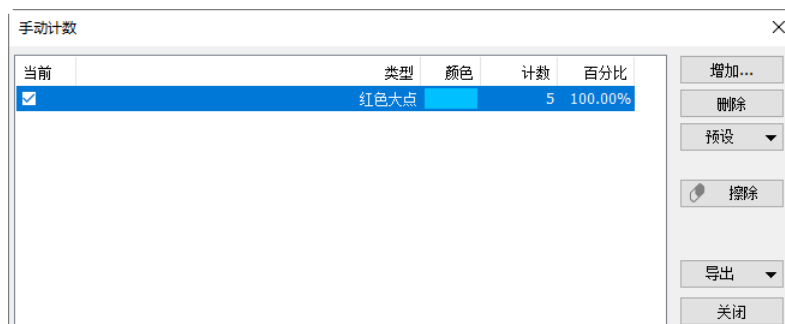 手动计数
当前 类型 颜色 计数 百分比
红色大点 5 100.00%
增加...
删除
预设
擦除
导出
关闭